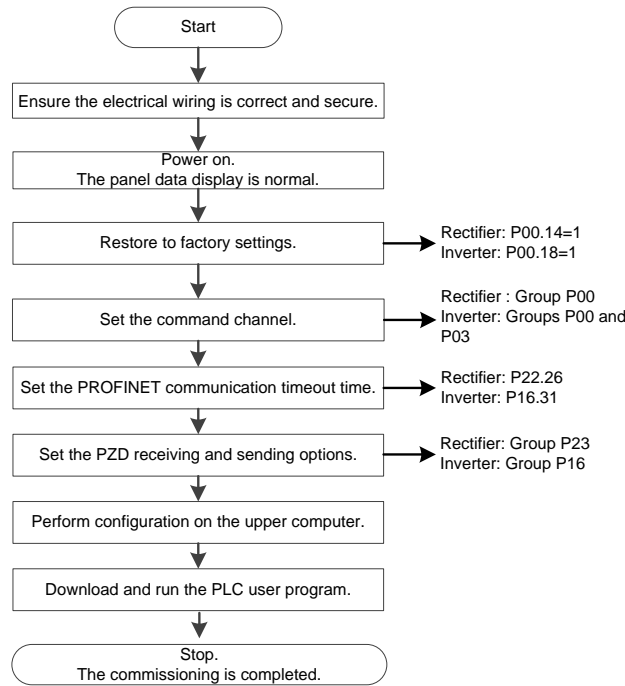 Start
Ensure the electrical wiring is correct and secure.
Power on.
The panel data display is normal.
Restore to factory settings.
Rectifier: P00.14=1
Inverter: P00.18=1
Set the command channel.
Rectifier : Group P00
Inverter: Groups P00 and
P03
Set the PROFINET communication timeout time.
Rectifier: P22.26
Inverter: P16.31
Set the PZD receiving and sending options.
Rectifier: Group P23
Inverter: Group P16
Perform configuration on the upper computer.
Download and run the PLC user program.
Stop.
The commissioning is completed.